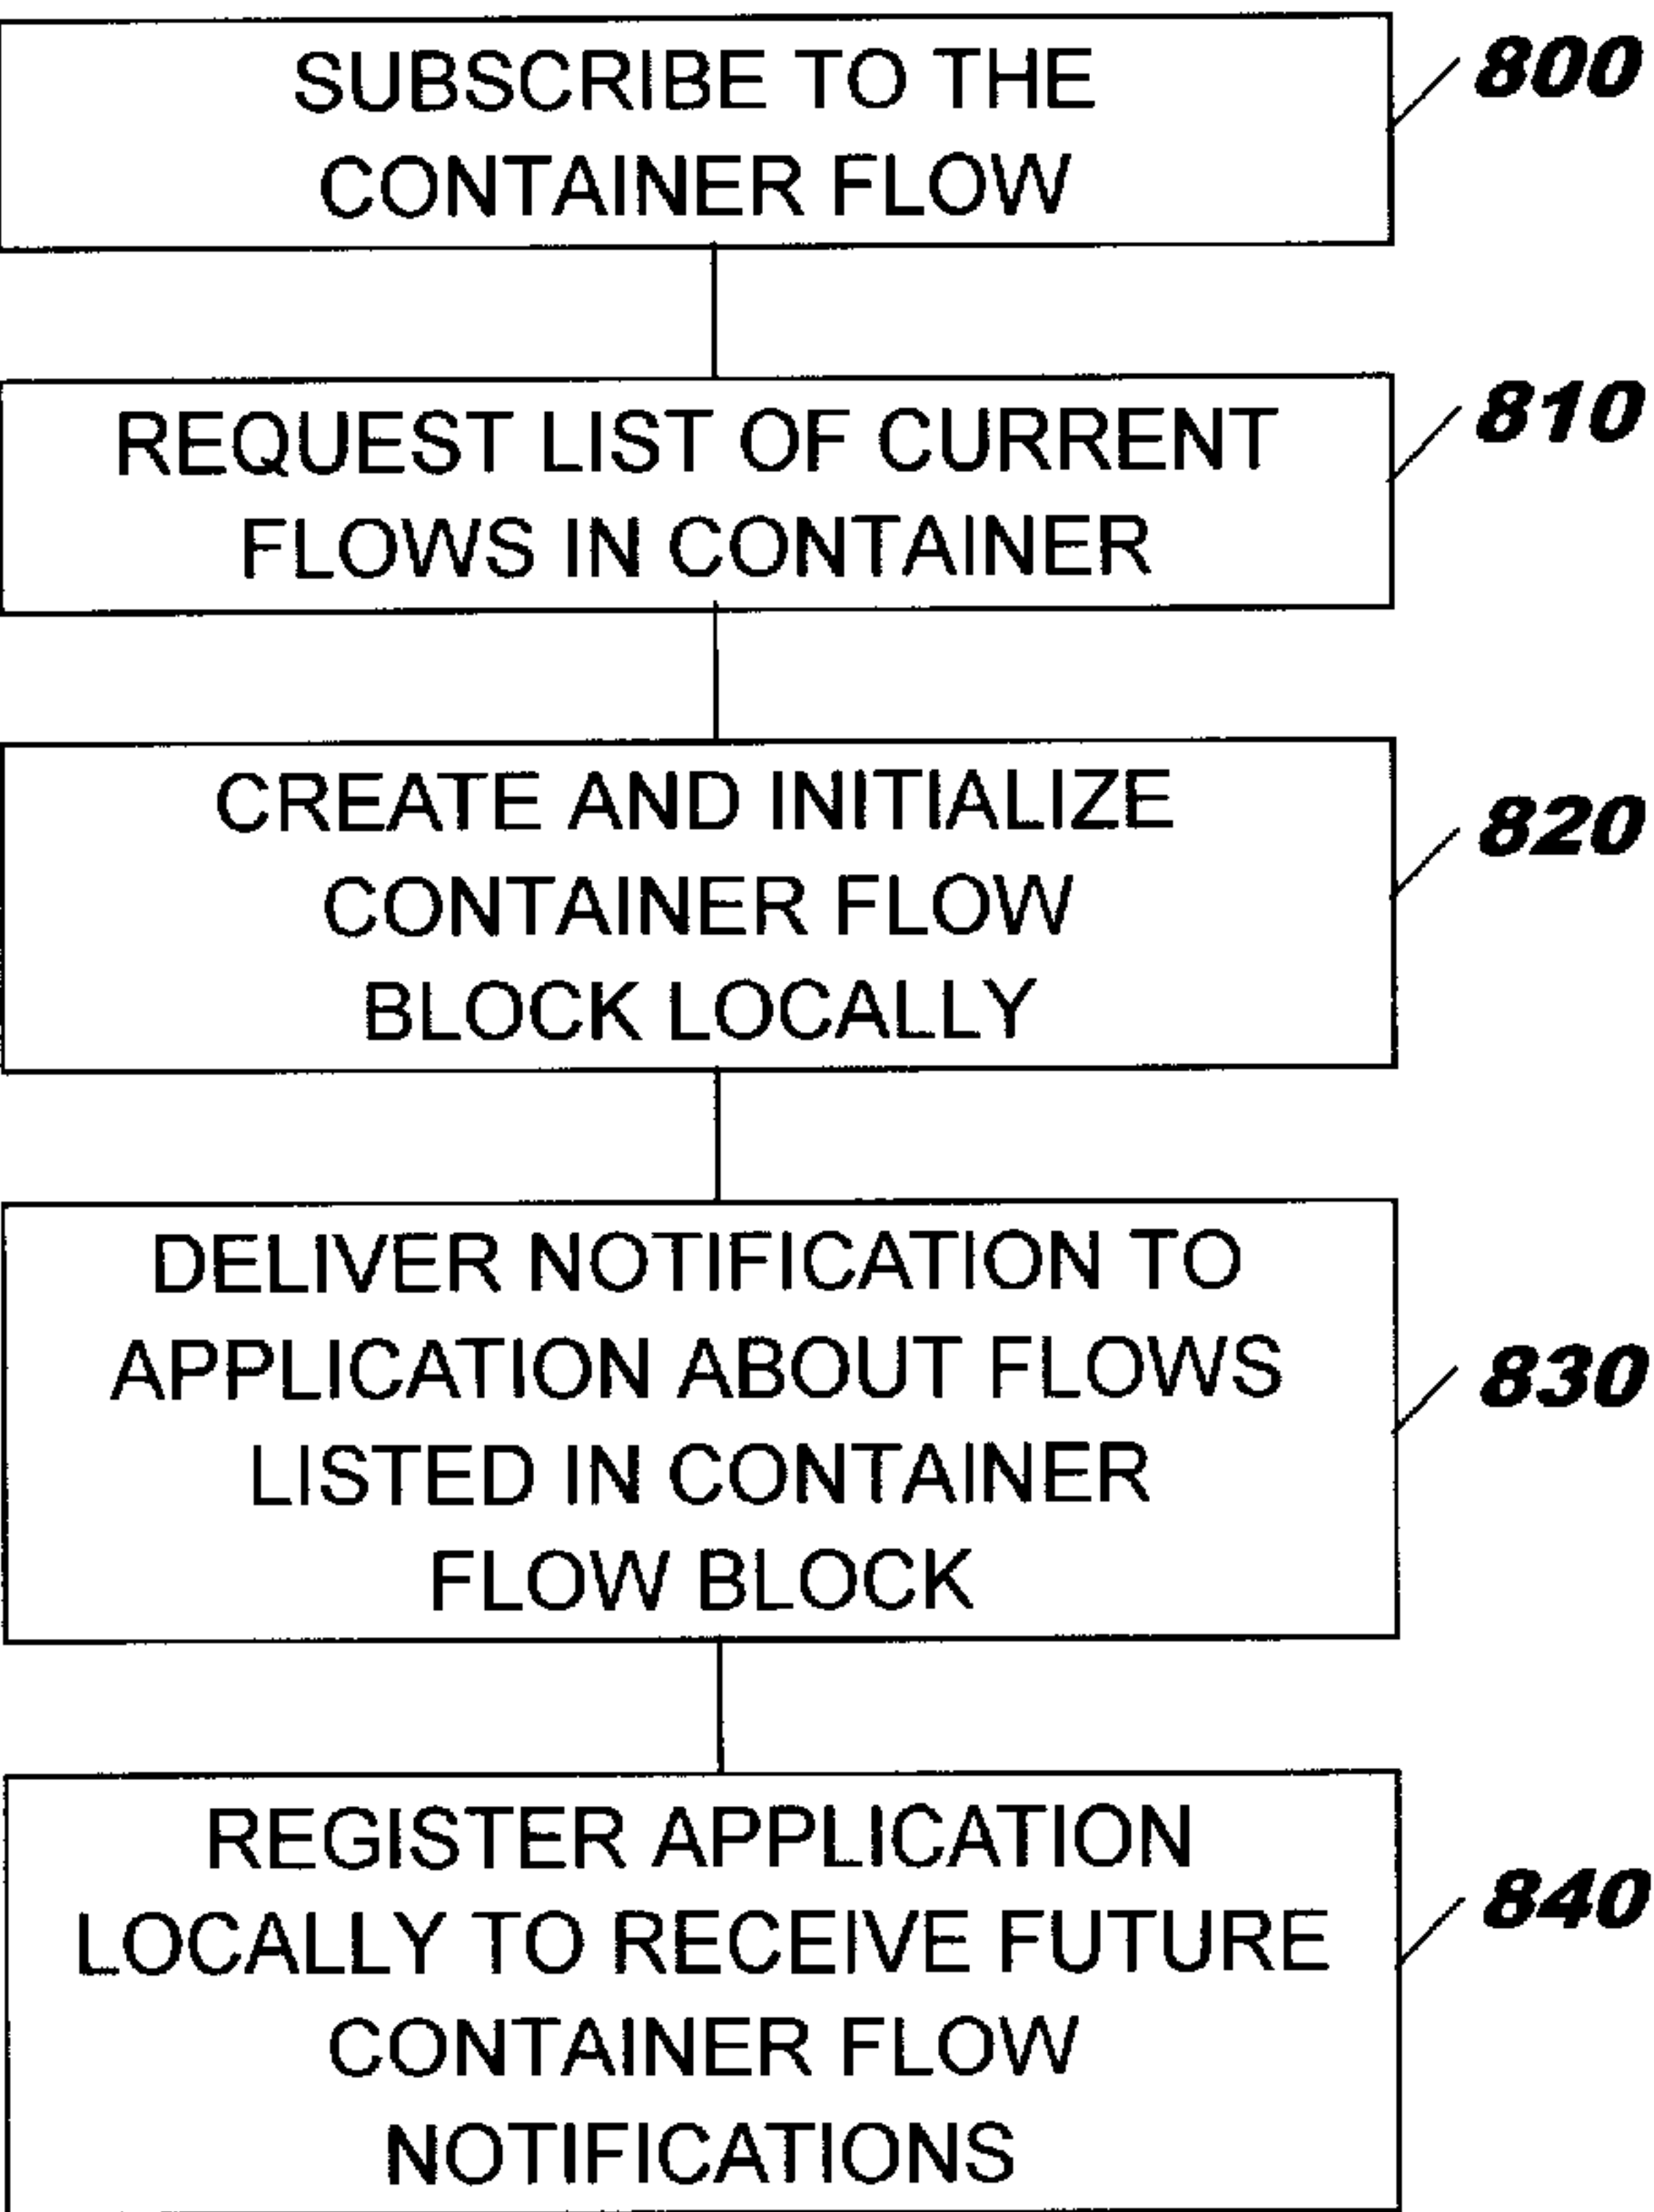 SUBSCRIBE TO THE
CONTAINER FLOW
800
REQUEST LIST OF CURRENT
FLOWS IN CONTAINER
810
CREATE AND INITIALIZE
CONTAINER FLOW
BLOCK LOCALLY
820
DELIVER NOTIFICATION TO
APPLICATION ABOUT FLOWS
LISTED IN CONTAINER
FLOW BLOCK
830
REGISTER APPLICATION
LOCALLY TO RECEIVE FUTURE
CONTAINER FLOW
NOTIFICATIONS
840